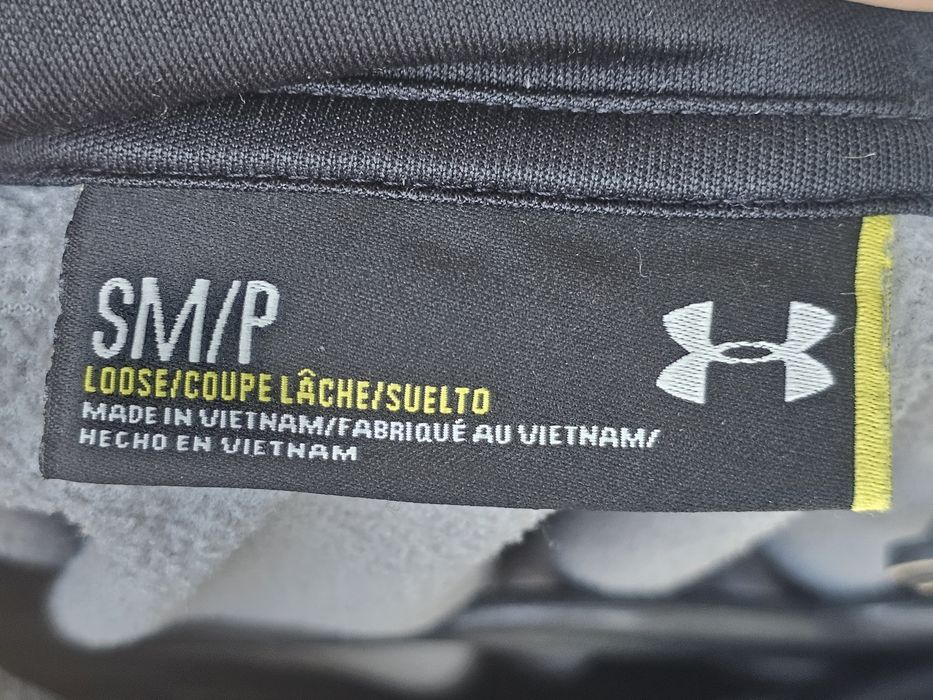 SM/P
LOOSE/COUPE LÂCHE/SUELTO
MADE IN VIETNAM/FABRIQUÉ AU VIETNAM/
HECHO EN VIETNAM